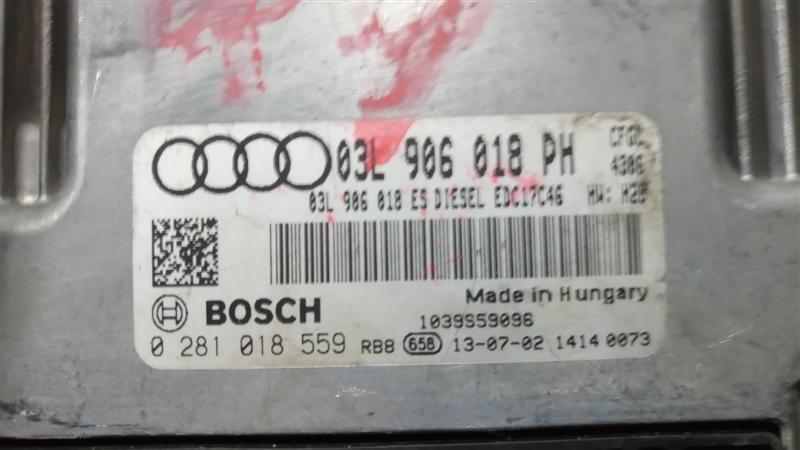 03L 906 018 PH CFGC
4306
03L 906 018 ES DIESEL EDC17C46 HW: H28
Made in Hungary
BOSCH 1039S59096
0 281 018 559 RB8 658 13-07-02 1414 0073